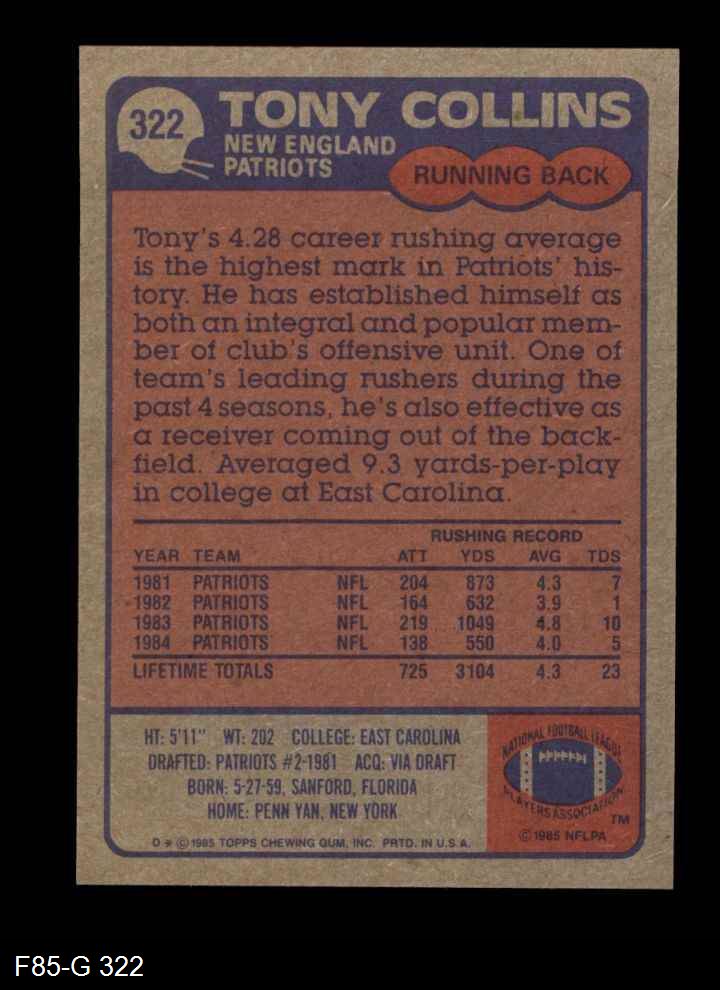 322
TONY COLLINS
NEW ENGLAND
PATRIOTS
RUNNING BACK
Tony's 4.28 career rushing average
is the highest mark in Patriots' his-
tory. He has established himself as
both an integral and popular mem-
ber of club's offensive unit. One of
team's leading rushers during the
past 4 seasons, he's also effective as
a receiver coming out of the back-
field. Averaged 9.3 yards-per-play
in college at East Carolina.
RUSHING RECORD
YEAR TEAM ATT YDS AVG TDS
1981 PATRIOTS NFL 204 873 4.3 7
1982 PATRIOTS NFL 164 632 3.9 1
1983 PATRIOTS NFL 219 1049 4.8 10
1984 PATRIOTS NFL 138 550 4.0 5
LIFETIME TOTALS 725 3104 4.3 23
HT: 5'11" WT: 202 COLLEGE: EAST CAROLINA
DRAFTED: PATRIOTS #2-1981 ACQ: VIA DRAFT
BORN: 5-27-59, SANFORD, FLORIDA
HOME: PENN YAN, NEW YORK
D * © 1985 TOPPS CHEWING GUM, INC. PRTD. IN U.S.A.
NATIONAL FOOTBALL LEAGUE
PLAYERS ASSOCIATION
TM
© 1985 NFLPA
F85-G 322